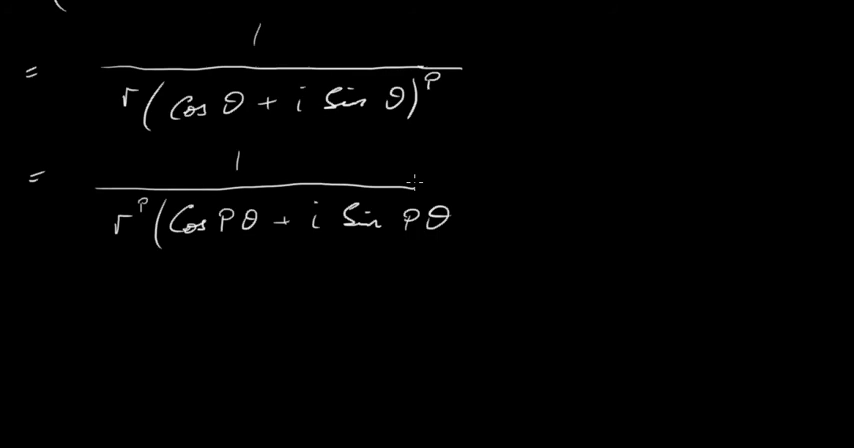 = 1 / r(Cos θ + i Sin θ)^P
= 1 / r^P(Cos Pθ + i Sin Pθ